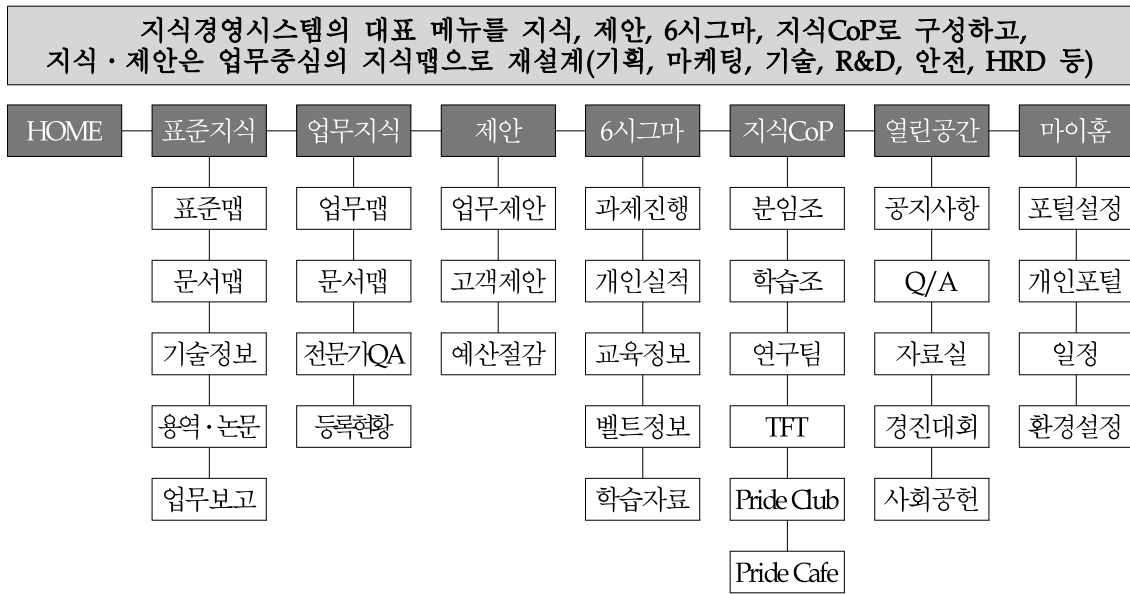 지식경영시스템의 대표 메뉴를 지식, 제안, 6시그마, 지식CoP로 구성하고,
지식·제안은 업무중심의 지식맵으로 재설계(기획, 마케팅, 기술, R&D, 안전, HRD 등)
HOME 표준지식 업무지식 제안 6시그마 지식CoP 열린공간 마이홈
표준맵 업무맵 업무제안 과제진행 분임조 공지사항 포털설정
문서맵 문서맵 고객제안 개인실적 학습조 Q/A 개인포털
기술정보 전문가QA 예산절감 교육정보 연구팀 자료실 일정
용역·논문 등록현황 벨트정보 TFT 경진대회 환경설정
업무보고 학습자료 Pride Club 사회공헌
Pride Cafe